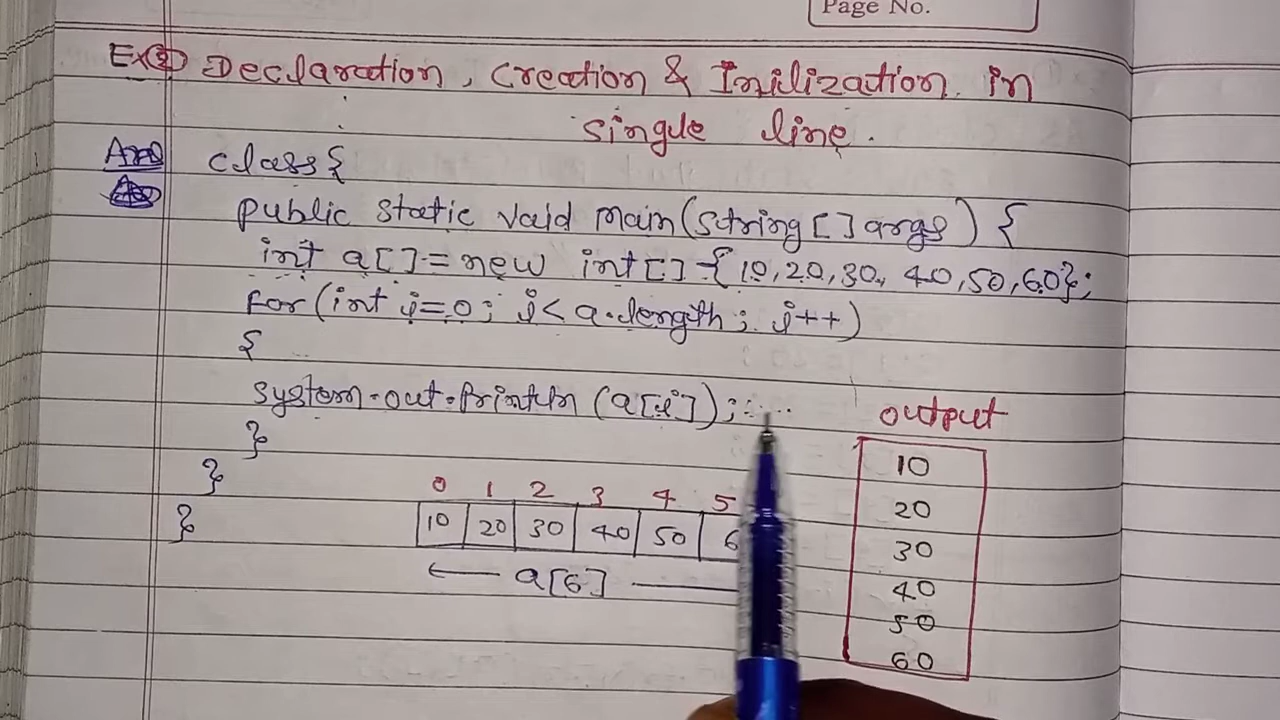 Page No.
Ex② Declaration, Creation & Inilization in
single line.
Ans class{
public static void main(String[] args) {
int a[]=new int[] {10,20,30, 40,50,60};
for(int i=0; i<a.length; i++)
{
System.out.println(a[i]);
output
}
}
}
0 1 2 3 4 5
10 20 30 40 50 6
a[6]
10
20
30
40
50
60